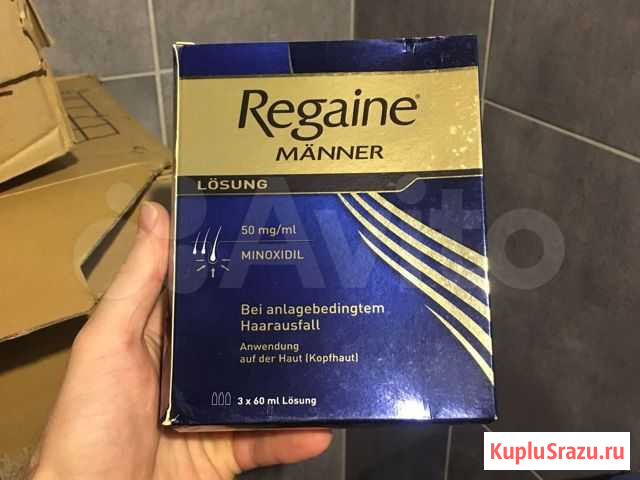 Regaine®
MÄNNER
LÖSUNG
50 mg/ml
MINOXIDIL
Bei anlagebedingtem
Haarausfall
Anwendung
auf der Haut (Kopfhaut)
3 x 60 ml Lösung
Avito
KupluSrazu.ru